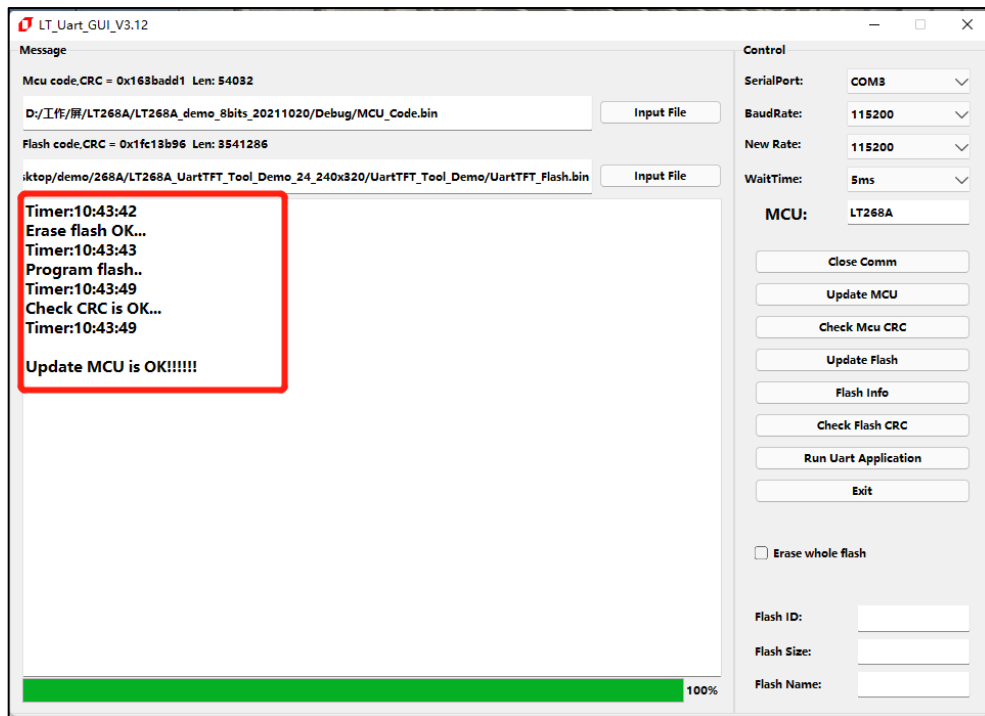 LT_Uart_GUI_V3.12
Message
Mcu code,CRC = 0x163badd1 Len: 54032
D:/工作/屏/LT268A/LT268A_demo_8bits_20211020/Debug/MCU_Code.bin
Input File
Flash code,CRC = 0x1fc13b96 Len: 3541286
sktop/demo/268A/LT268A_UartTFT_Tool_Demo_24_240x320/UartTFT_Tool_Demo/UartTFT_Flash.bin
Input File
Timer:10:43:42
Erase flash OK...
Timer:10:43:43
Program flash..
Timer:10:43:49
Check CRC is OK...
Timer:10:43:49
Update MCU is OK!!!!!!
100%
Control
SerialPort:
COM3
BaudRate:
115200
New Rate:
115200
WaitTime:
5ms
MCU:
LT268A
Close Comm
Update MCU
Check Mcu CRC
Update Flash
Flash Info
Check Flash CRC
Run Uart Application
Exit
Erase whole flash
Flash ID:
Flash Size:
Flash Name: